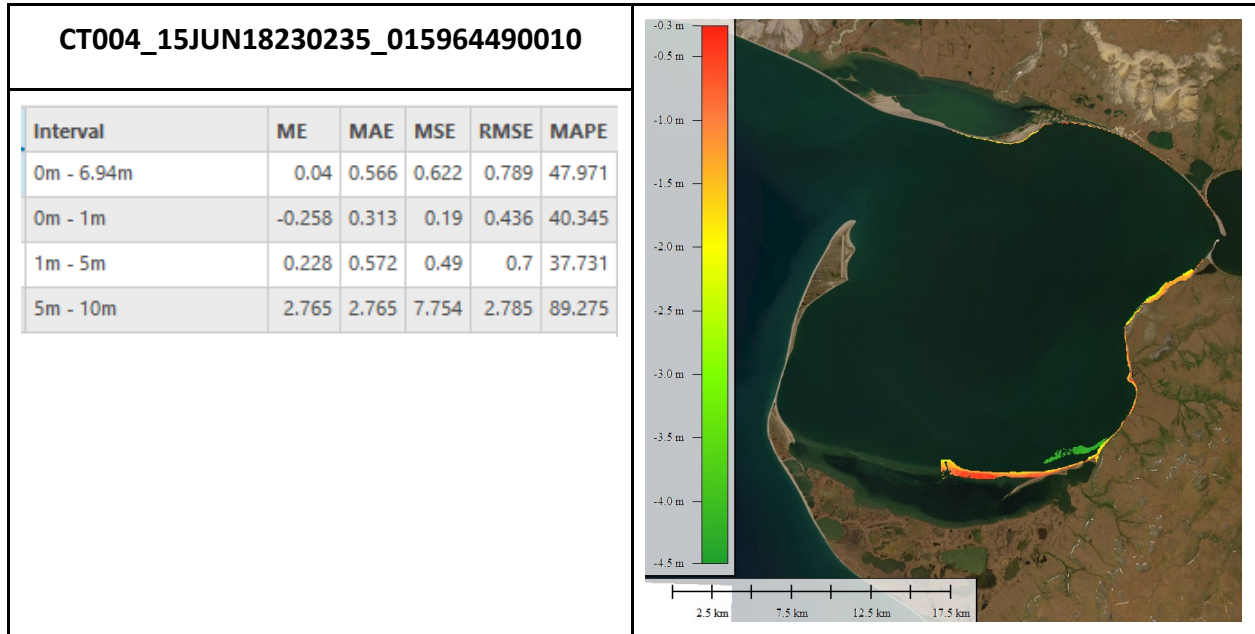 CT004_15JUN18230235_015964490010
Interval ME MAE MSE RMSE MAPE
0m - 6.94m 0.04 0.566 0.622 0.789 47.971
0m - 1m -0.258 0.313 0.19 0.436 40.345
1m - 5m 0.228 0.572 0.49 0.7 37.731
5m - 10m 2.765 2.765 7.754 2.785 89.275
-0.3 m
-0.5 m
-1.0 m
-1.5 m
-2.0 m
-2.5 m
-3.0 m
-3.5 m
-4.0 m
-4.5 m
2.5 km 7.5 km 12.5 km 17.5 km